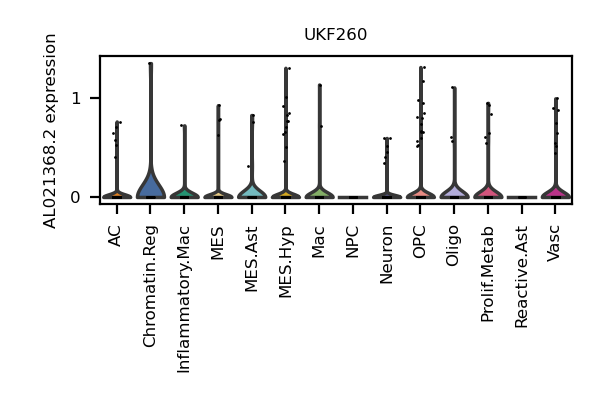 UKF260
AL021368.2 expression
1
0
AC
Chromatin.Reg
Inflammatory.Mac
MES
MES.Ast
MES.Hyp
Mac
NPC
Neuron
OPC
Oligo
Prolif.Metab
Reactive.Ast
Vasc